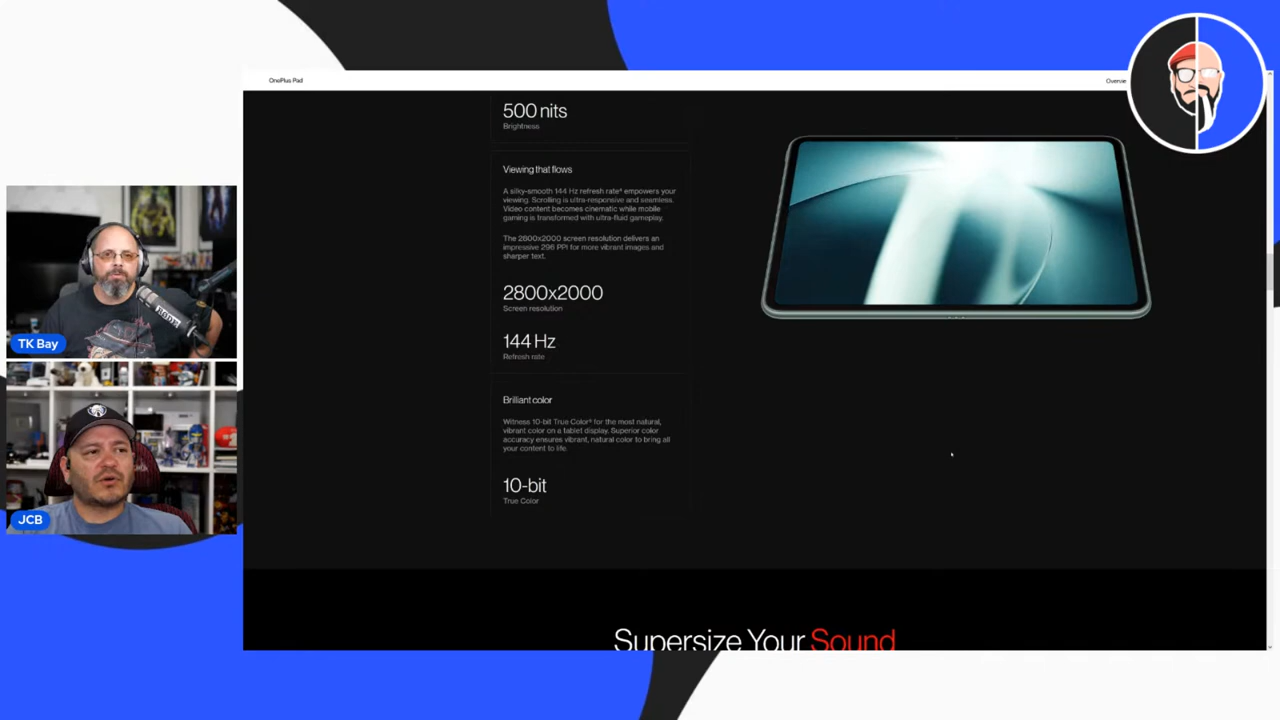 OnePlus Pad
Overvie
500 nits
Brightness
Viewing that flows
A silky-smooth 144 Hz refresh rate⁴ empowers your
viewing. Scrolling is ultra-responsive and seamless.
Video content becomes cinematic while mobile
gaming is transformed with ultra-fluid gameplay.
The 2800x2000 screen resolution delivers an
impressive 296 PPI for more vibrant images and
sharper text.
2800x2000
Screen resolution
144 Hz
Refresh rate
Brilliant color
Witness 10-bit True Color⁵ for the most natural,
vibrant color on a tablet display. Superior color
accuracy ensures vibrant, natural color to bring all
your content to life.
10-bit
True Color
Supersize Your Sound
TK Bay
RODE
JCB